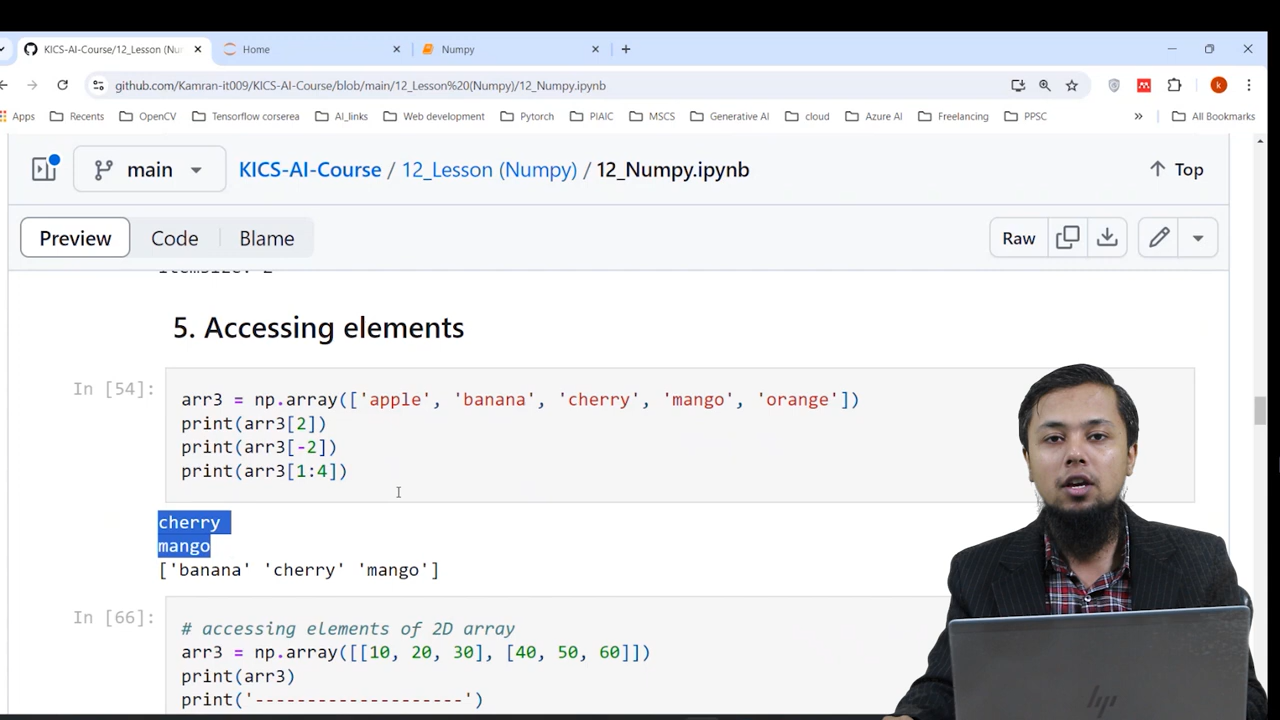 KICS-AI-Course/12_Lesson (Nu
Home
Numpy
github.com/Kamran-it009/KICS-AI-Course/blob/main/12_Lesson%20(Numpy)/12_Numpy.ipynb
k
Apps Recents OpenCV Tensorflow corserea AI_links Web development Pytorch PIAIC MSCS Generative AI cloud Azure AI Freelancing PPSC » All Bookmarks
main KICS-AI-Course / 12_Lesson (Numpy) / 12_Numpy.ipynb Top
Preview Code Blame Raw
5. Accessing elements
In [54]:
arr3 = np.array(['apple', 'banana', 'cherry', 'mango', 'orange'])
print(arr3[2])
print(arr3[-2])
print(arr3[1:4])
cherry
mango
['banana' 'cherry' 'mango']
In [66]:
# accessing elements of 2D array
arr3 = np.array([[10, 20, 30], [40, 50, 60]])
print(arr3)
print('--------------------')
hp